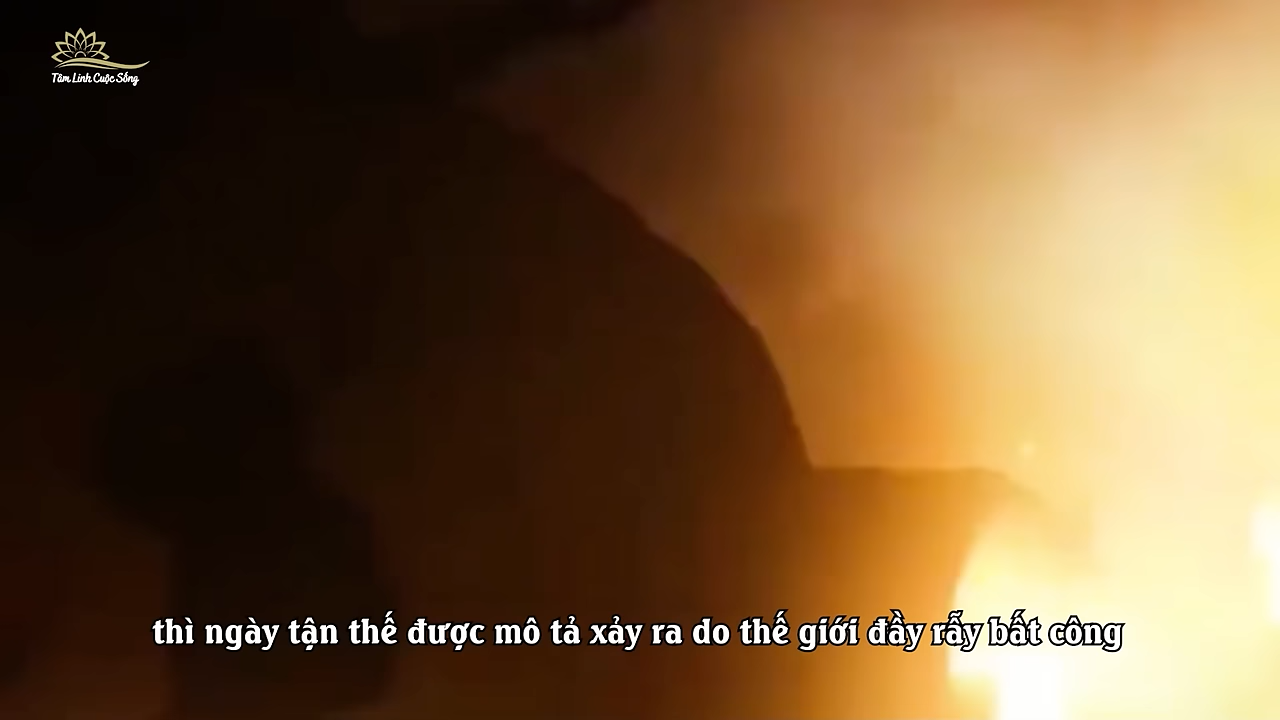 Tâm Linh Cuộc Sống
thì ngày tận thế được mô tả xảy ra do thế giới đầy rẫy bất công